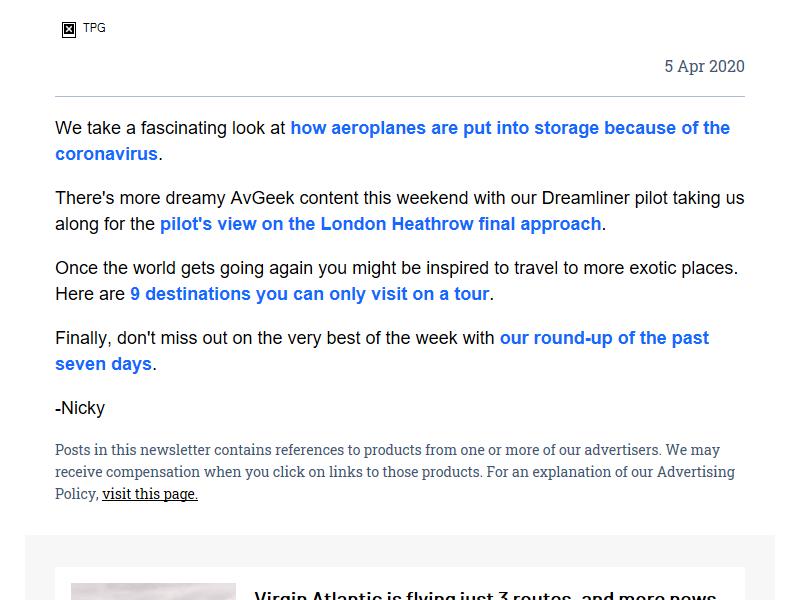 TPG
5 Apr 2020
We take a fascinating look at how aeroplanes are put into storage because of the
coronavirus.
There's more dreamy AvGeek content this weekend with our Dreamliner pilot taking us
along for the pilot's view on the London Heathrow final approach.
Once the world gets going again you might be inspired to travel to more exotic places.
Here are 9 destinations you can only visit on a tour.
Finally, don't miss out on the very best of the week with our round-up of the past
seven days.
-Nicky
Posts in this newsletter contains references to products from one or more of our advertisers. We may
receive compensation when you click on links to those products. For an explanation of our Advertising
Policy, visit this page.
Virgin Atlantic is flying just 3 routes, and more news